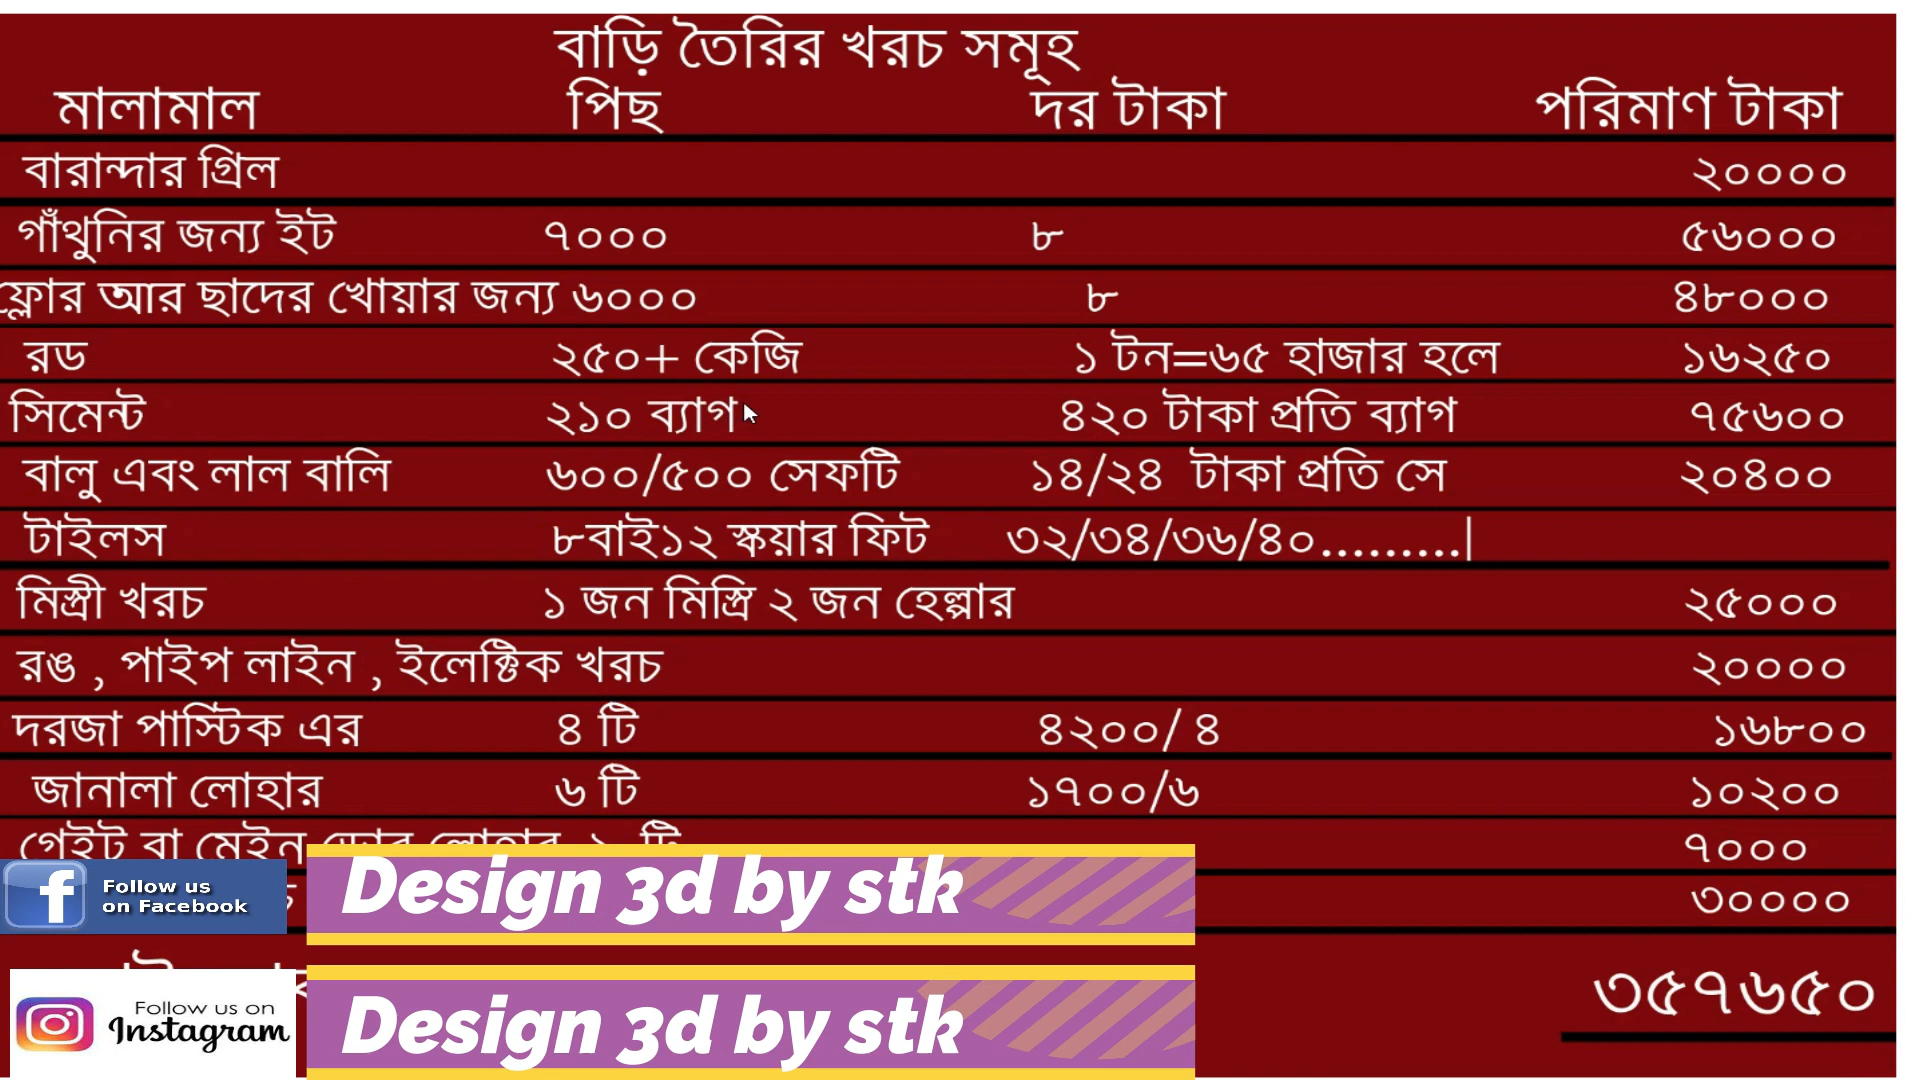 বাড়ি তৈরির খরচ সমূহ
মালামাল পিছ দর টাকা পরিমাণ টাকা
বারান্দার গ্রিল ২০০০০
গাঁথুনির জন্য ইট ৭০০০ ৮ ৫৬০০০
ফ্লোর আর ছাদের খোয়ার জন্য ৬০০০ ৮ ৪৮০০০
রড ২৫০+ কেজি ১ টন=৬৫ হাজার হলে ১৬২৫০
সিমেন্ট ২১০ ব্যাগ ৪২০ টাকা প্রতি ব্যাগ ৭৫৬০০
বালু এবং লাল বালি ৬০০/৫০০ সেফটি ১৪/২৪ টাকা প্রতি সে ২০৪০০
টাইলস ৮বাই১২ স্কয়ার ফিট ৩২/৩৪/৩৬/৪০.........|
মিস্ত্রী খরচ ১ জন মিস্ত্রি ২ জন হেল্পার ২৫০০০
রঙ , পাইপ লাইন , ইলেক্টিক খরচ ২০০০০
দরজা পাস্টিক এর ৪ টি ৪২০০/ ৪ ১৬৮০০
জানালা লোহার ৬ টি ১৭০০/৬ ১০২০০
গেইট বা মেইন ডোর লোহার ১ টি ৭০০০
৩০০০০
Follow us
on Facebook
Design 3d by stk
৩৫৭৬৫০
Follow us on
Instagram
Design 3d by stk